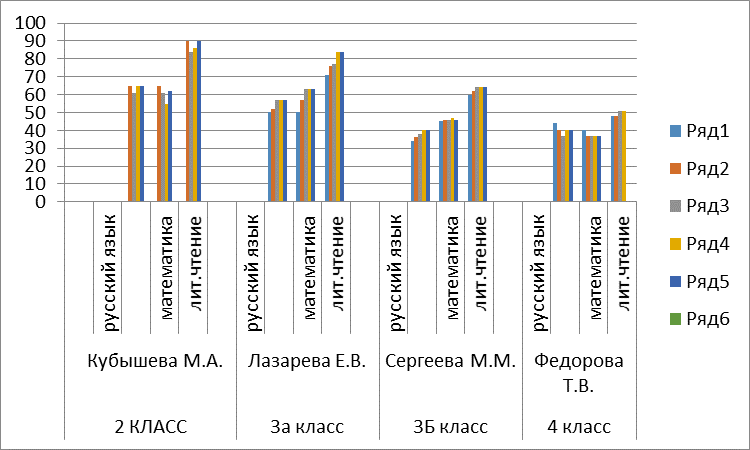 100
90
80
70
60
50
40
30
20
10
0
русский язык
математика
лит.чтение
русский язык
математика
лит.чтение
русский язык
математика
лит.чтение
русский язык
математика
лит.чтение
Кубышева М.А.
Лазарева Е.В.
Сергеева М.М.
Федорова
Т.В.
2 КЛАСС
3а класс
3Б класс
4 класс
Ряд1
Ряд2
Ряд3
Ряд4
Ряд5
Ряд6